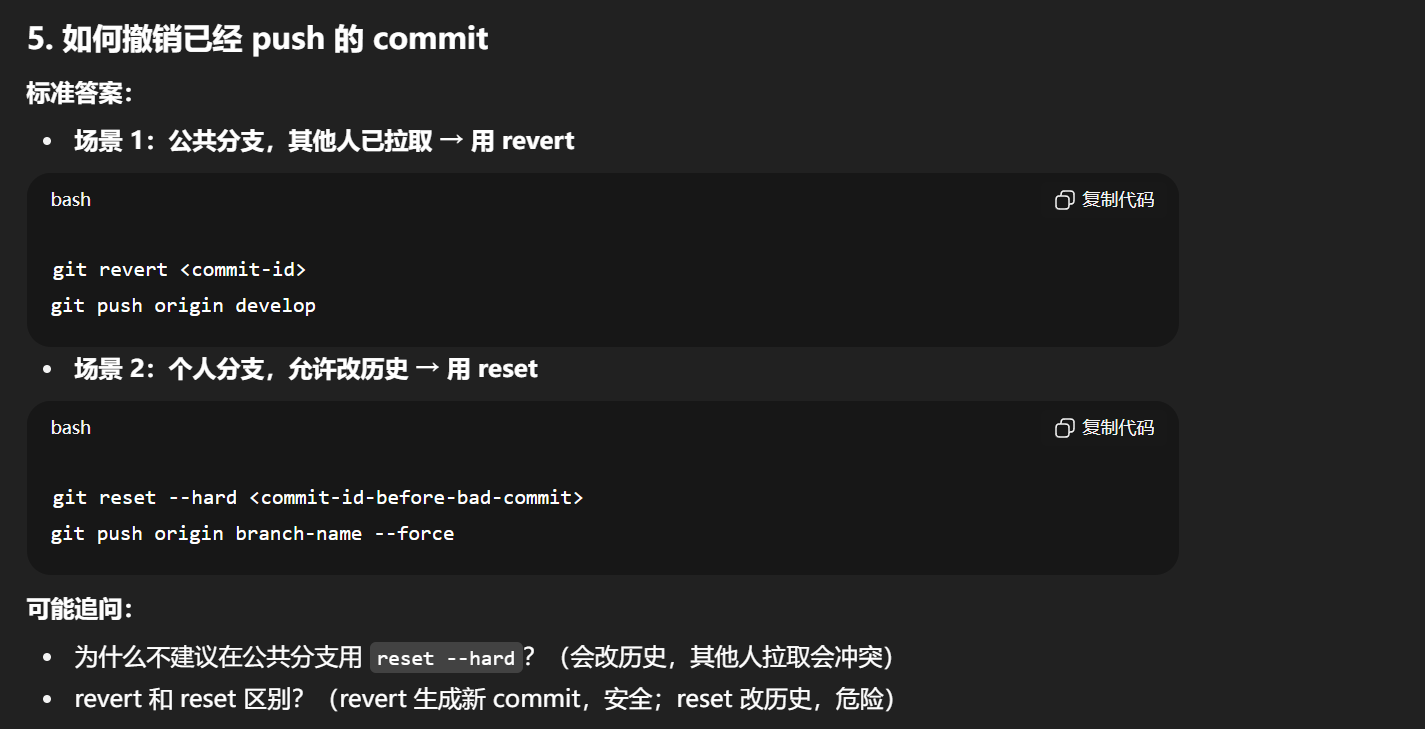 5. 如何撤销已经 push 的 commit
标准答案：
• 场景 1：公共分支，其他人已拉取 → 用 revert
bash 复制代码
git revert <commit-id>
git push origin develop
• 场景 2：个人分支，允许改历史 → 用 reset
bash 复制代码
git reset --hard <commit-id-before-bad-commit>
git push origin branch-name --force
可能追问：
• 为什么不建议在公共分支用 reset --hard？（会改历史，其他人拉取会冲突）
• revert 和 reset 区别？（revert 生成新 commit，安全；reset 改历史，危险）